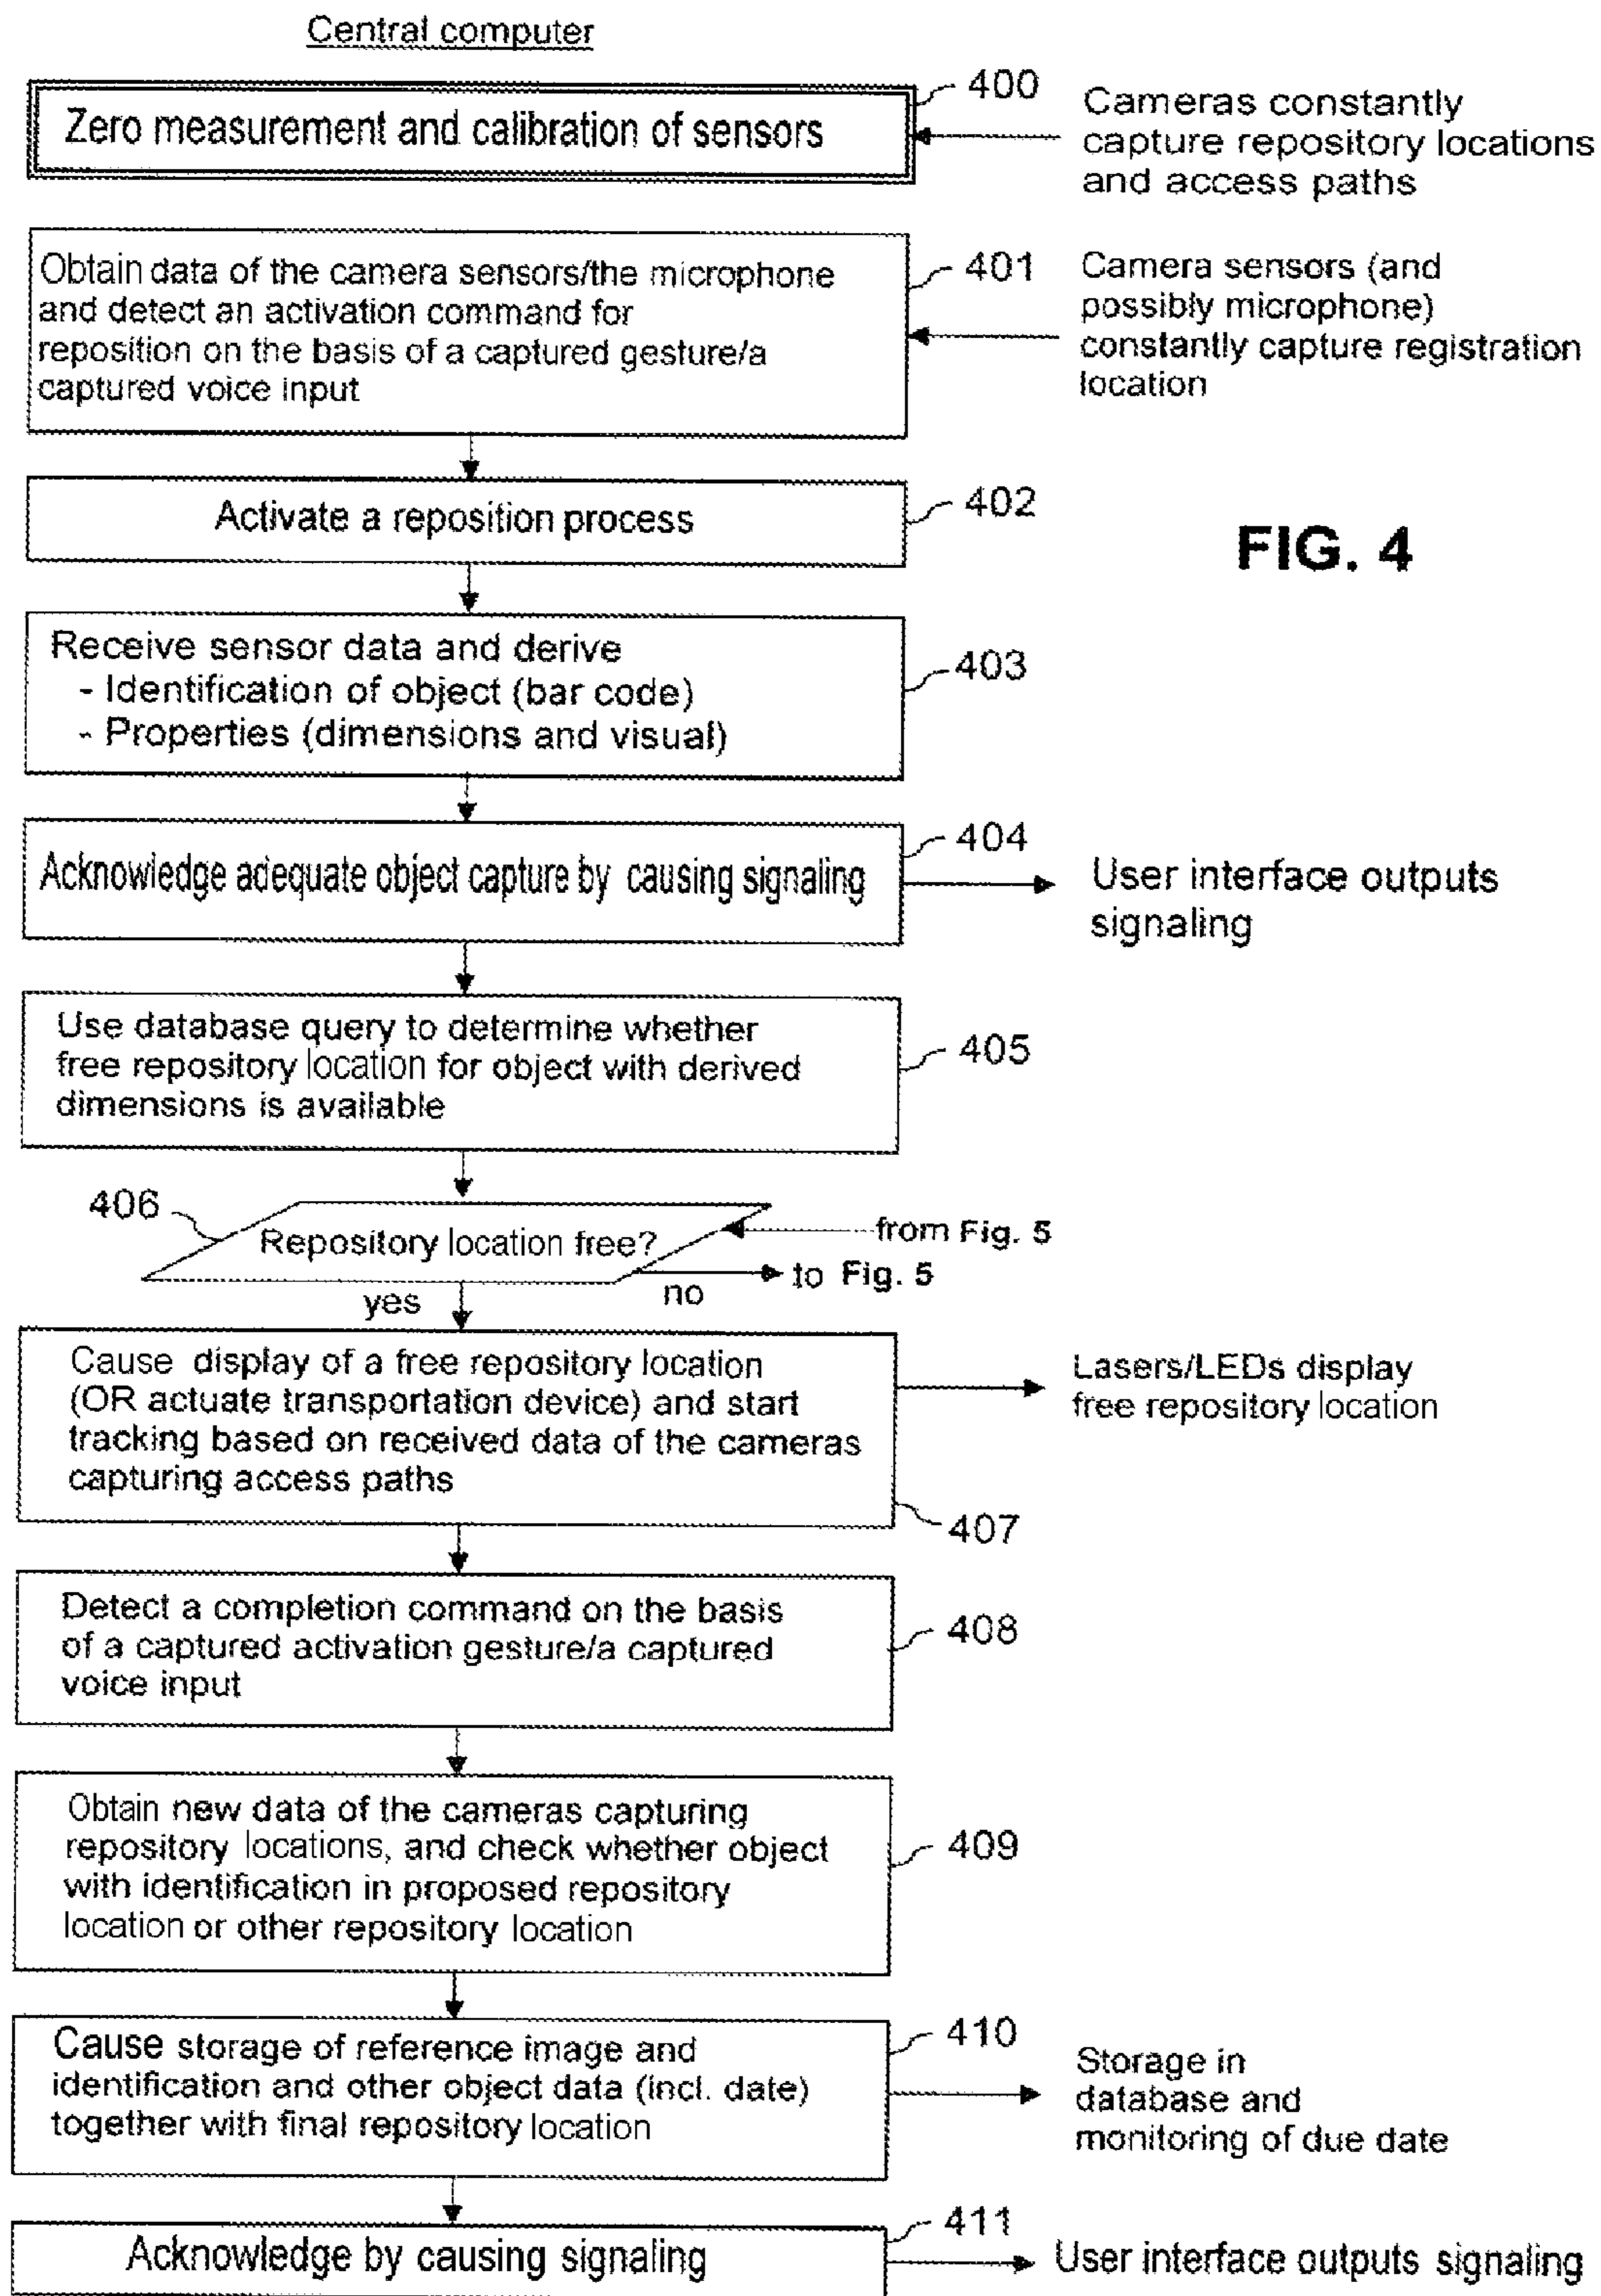 Central computer
Zero measurement and calibration of sensors
400
Cameras constantly
capture repository locations
and access paths
Obtain data of the camera sensors/the microphone
and detect an activation command for
reposition on the basis of a captured gesture/a
captured voice input
401
Camera sensors (and
possibly microphone)
constantly capture registration
location
Activate a reposition process
402
FIG. 4
Receive sensor data and derive
- Identification of object (bar code)
- Properties (dimensions and visual)
403
Acknowledge adequate object capture by causing signaling
404
User interface outputs
signaling
Use database query to determine whether
free repository location for object with derived
dimensions is available
405
406
Repository location free?
from Fig. 5
to Fig. 5
yes
no
Cause display of a free repository location
(OR actuate transportation device) and start
tracking based on received data of the cameras
capturing access paths
407
Lasers/LEDs display
free repository location
Detect a completion command on the basis
of a captured activation gesture/a captured
voice input
408
Obtain new data of the cameras capturing
repository locations, and check whether object
with identification in proposed repository
location or other repository location
409
Cause storage of reference image and
identification and other object data (incl. date)
together with final repository location
410
Storage in
database and
monitoring of due date
Acknowledge by causing signaling
411
User interface outputs signaling